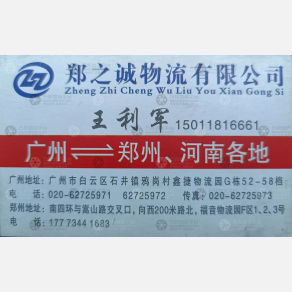 郑之诚物流有限公司
Zheng Zhi Cheng Wu Liu You Xian Gong Si
王利军 15011816661
广州⇌郑州、河南各地
广州地址：广州市白云区石井镇鸦岗村鑫捷物流园G栋52-58档
电 话：020-62725971 62725972 传真：020-62725973
郑州地址：南四环与嵩山路交叉口，向西200米路北，福音物流园F区1、2、3号
电 话：177 7344 1683